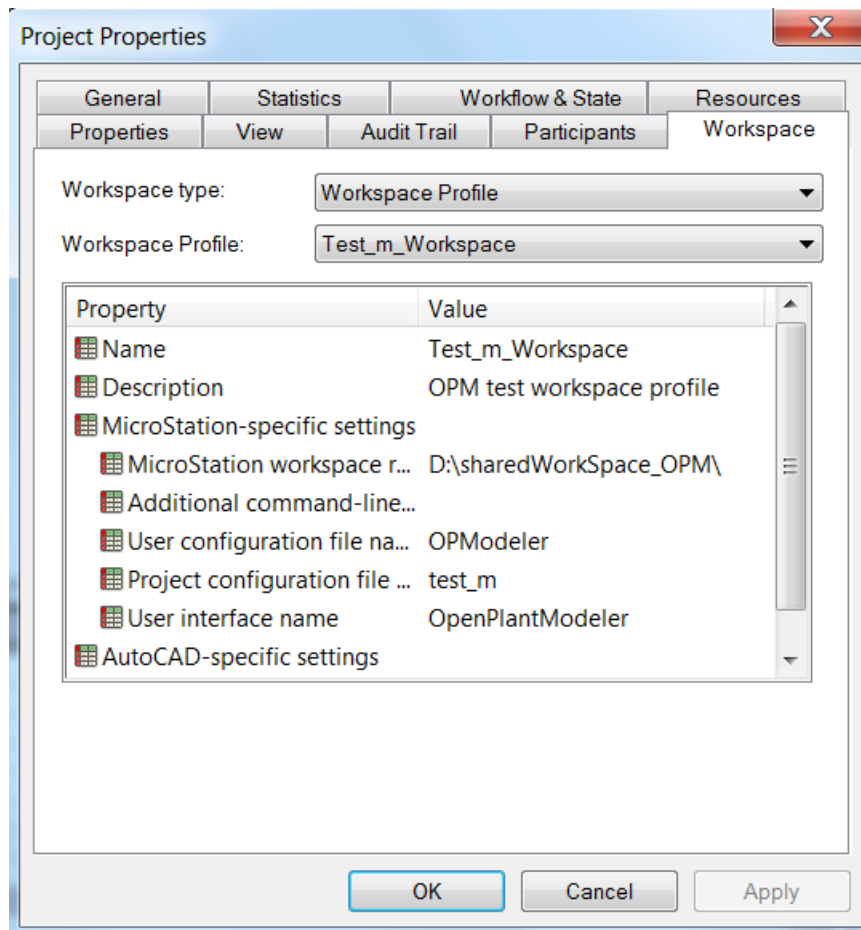 Project Properties
General Statistics Workflow & State Resources
Properties View Audit Trail Participants Workspace
Workspace type: Workspace Profile
Workspace Profile: Test_m_Workspace
Property Value
Name Test_m_Workspace
Description OPM test workspace profile
MicroStation-specific settings
MicroStation workspace r... D:\sharedWorkSpace_OPM\
Additional command-line...
User configuration file na... OPModeler
Project configuration file ... test_m
User interface name OpenPlantModeler
AutoCAD-specific settings
OK Cancel Apply